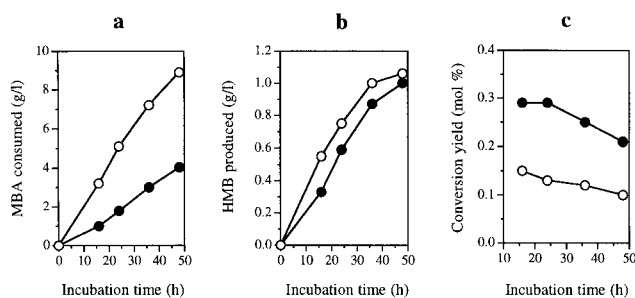 a
MBA consumed (g/l)
10
8
6
4
2
0
0 10 20 30 40 50
Incubation time (h)
b
HMB produced (g/l)
1.2
1.0
0.8
0.6
0.4
0.2
0.0
0 10 20 30 40 50
Incubation time (h)
c
Conversion yield (mol %)
0.4
0.3
0.2
0.1
0.0
10 20 30 40 50
Incubation time (h)